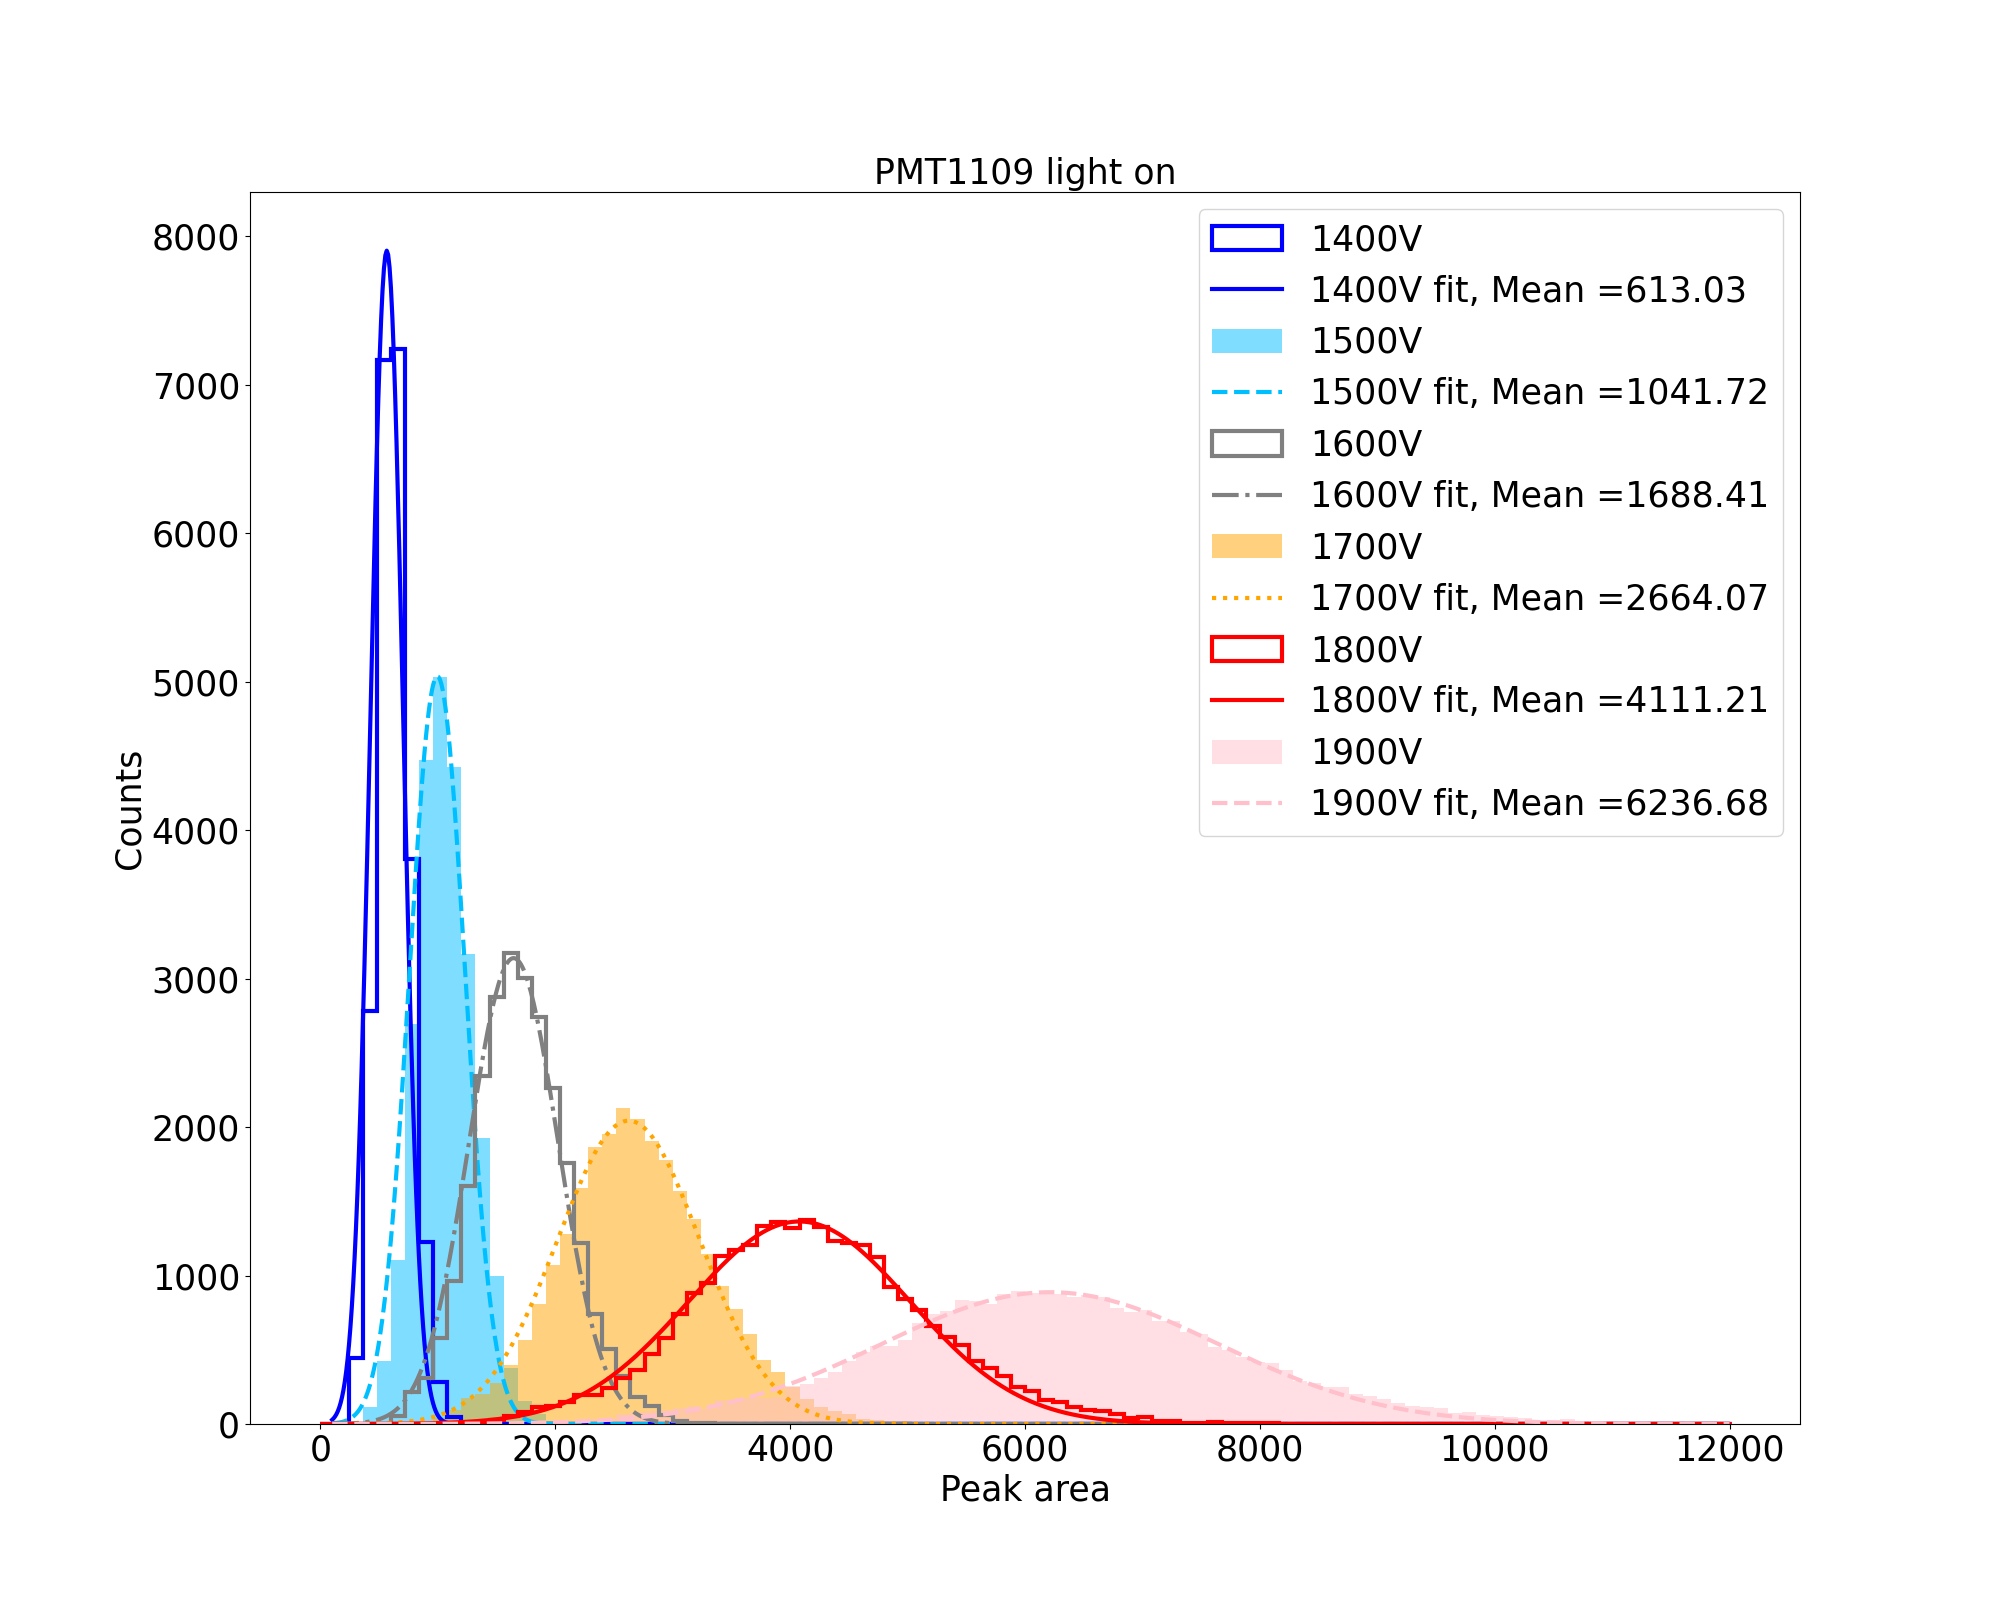 PMT1109 light on
1400V
1400V fit, Mean =613.03
1500V
1500V fit, Mean =1041.72
1600V
1600V fit, Mean =1688.41
1700V
1700V fit, Mean =2664.07
1800V
1800V fit, Mean =4111.21
1900V
1900V fit, Mean =6236.68
8000
7000
6000
5000
4000
3000
2000
1000
0
Counts
0 2000 4000 6000 8000 10000 12000
Peak area